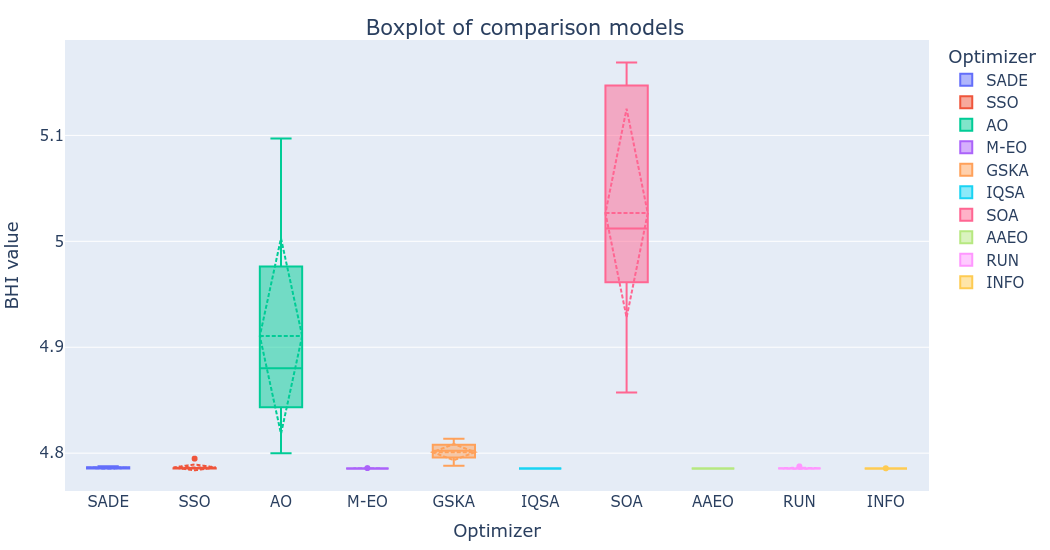 Boxplot of comparison models
BHI value
5.1
5
4.9
4.8
SADE SSO AO M-EO GSKA IQSA SOA AAEO RUN INFO
Optimizer
Optimizer
SADE
SSO
AO
M-EO
GSKA
IQSA
SOA
AAEO
RUN
INFO